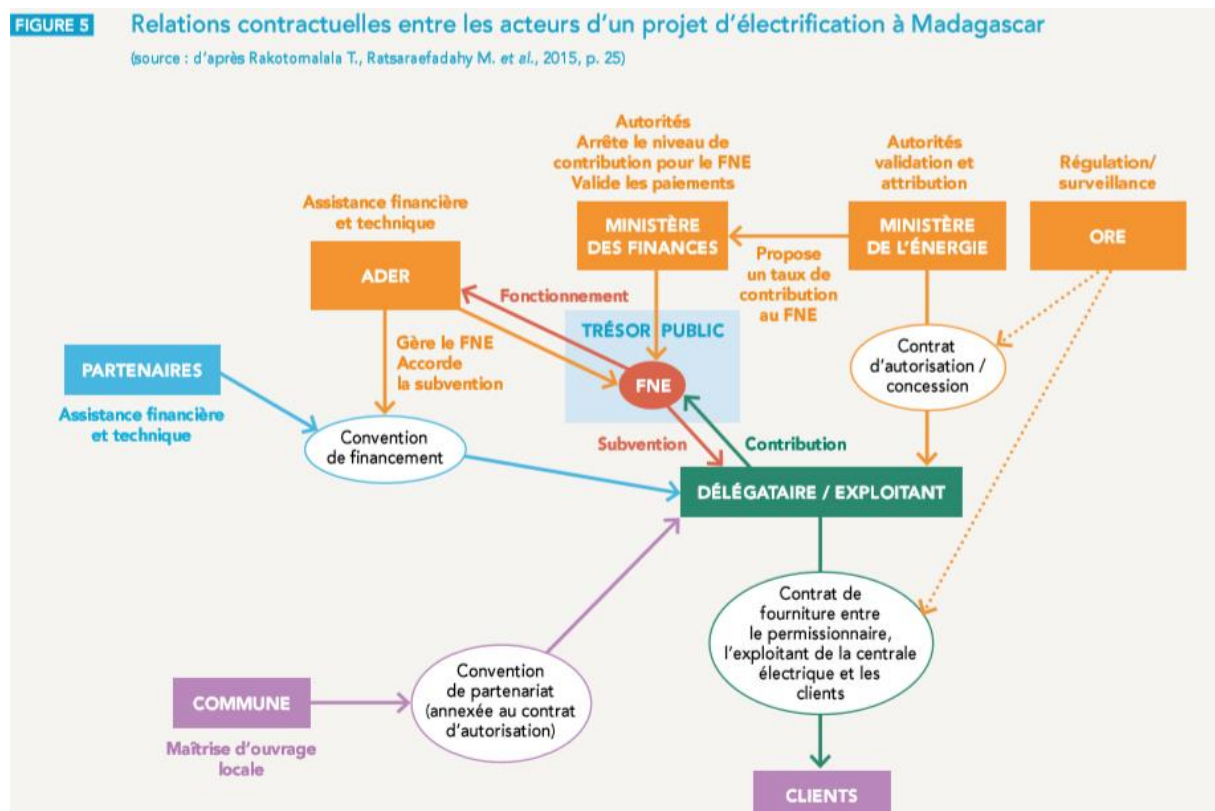 FIGURE 5
Relations contractuelles entre les acteurs d'un projet d'électrification à Madagascar
(source : d'après Rakotomalala T., Ratsaraefadahy M. et al., 2015, p. 25)
Autorités
Arrête le niveau de
contribution pour le FNE
Valide les paiements
Autorités
validation et
attribution
Régulation/
surveillance
Assistance financière
et technique
MINISTÈRE
DES FINANCES
MINISTÈRE
DE L'ÉNERGIE
ORE
ADER
Propose
un taux de
contribution
au FNE
Fonctionnement
TRÉSOR PUBLIC
Gère le FNE
Accorde
la subvention
FNE
Contrat
d'autorisation /
concession
PARTENAIRES
Assistance financière
et technique
Convention
de financement
Subvention
Contribution
DÉLÉGATAIRE / EXPLOITANT
Contrat de
fourniture entre
le permissionnaire,
l'exploitant de la centrale
électrique et les
clients
Convention
de partenariat
(annexée au contrat
d'autorisation)
COMMUNE
Maîtrise d'ouvrage
locale
CLIENTS